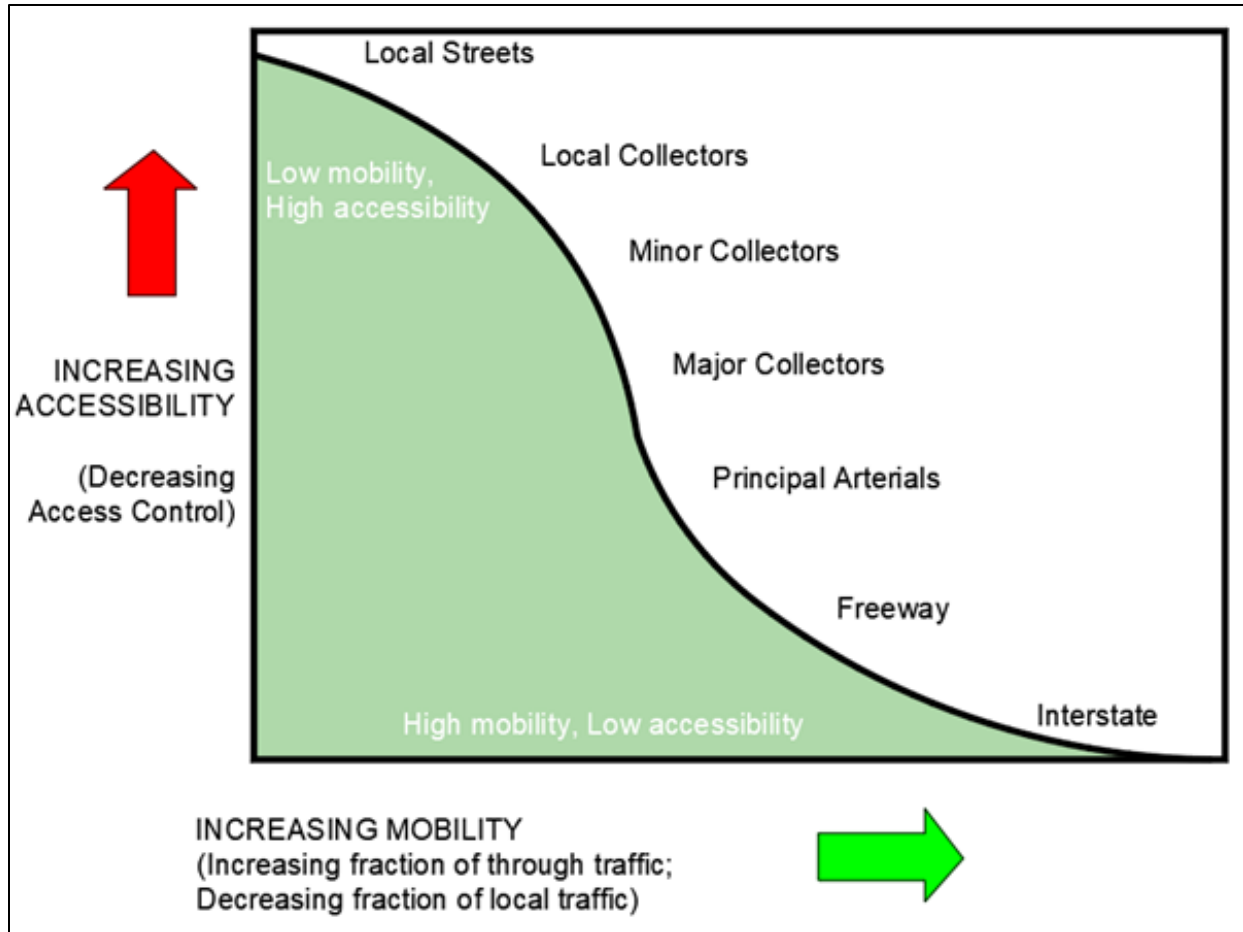 Local Streets
Local Collectors
Low mobility,
High accessibility
Minor Collectors
Major Collectors
INCREASING
ACCESSIBILITY
(Decreasing
Access Control)
Principal Arterials
Freeway
Interstate
High mobility, Low accessibility
INCREASING MOBILITY
(Increasing fraction of through traffic;
Decreasing fraction of local traffic)